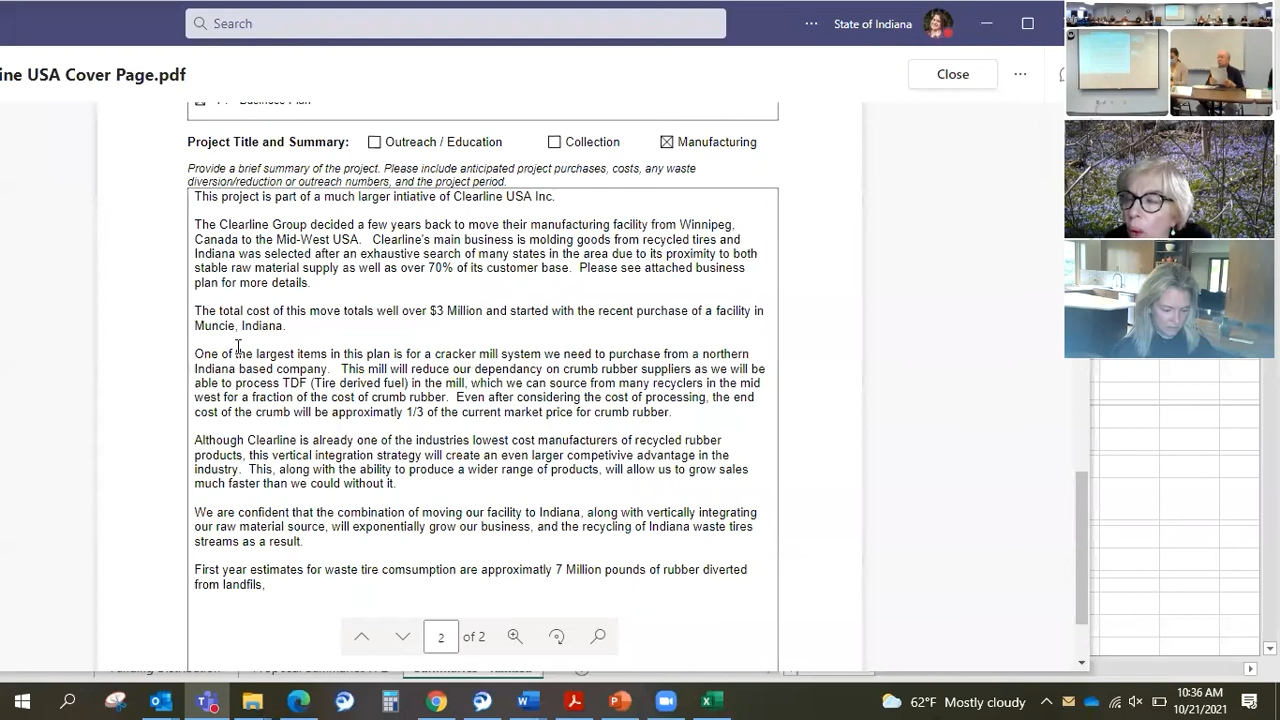 Search
State of Indiana
ine USA Cover Page.pdf
Close
Business Plan
Project Title and Summary: Outreach / Education Collection Manufacturing
Provide a brief summary of the project. Please include anticipated project purchases, costs, any waste
diversion/reduction or outreach numbers, and the project period.
This project is part of a much larger intiative of Clearline USA Inc.
The Clearline Group decided a few years back to move their manufacturing facility from Winnipeg,
Canada to the Mid-West USA. Clearline's main business is molding goods from recycled tires and
Indiana was selected after an exhaustive search of many states in the area due to its proximity to both
stable raw material supply as well as over 70% of its customer base. Please see attached business
plan for more details.
The total cost of this move totals well over $3 Million and started with the recent purchase of a facility in
Muncie, Indiana.
One of the largest items in this plan is for a cracker mill system we need to purchase from a northern
Indiana based company. This mill will reduce our dependancy on crumb rubber suppliers as we will be
able to process TDF (Tire derived fuel) in the mill, which we can source from many recyclers in the mid
west for a fraction of the cost of crumb rubber. Even after considering the cost of processing, the end
cost of the crumb will be approximatly 1/3 of the current market price for crumb rubber.
Although Clearline is already one of the industries lowest cost manufacturers of recycled rubber
products, this vertical integration strategy will create an even larger competivive advantage in the
industry. This, along with the ability to produce a wider range of products, will allow us to grow sales
much faster than we could without it.
We are confident that the combination of moving our facility to Indiana, along with vertically integrating
our raw material source, will exponentially grow our business, and the recycling of Indiana waste tires
streams as a result.
First year estimates for waste tire comsumption are approximatly 7 Million pounds of rubber diverted
from landfils,
2 of 2
62°F Mostly cloudy
10:36 AM
10/21/2021